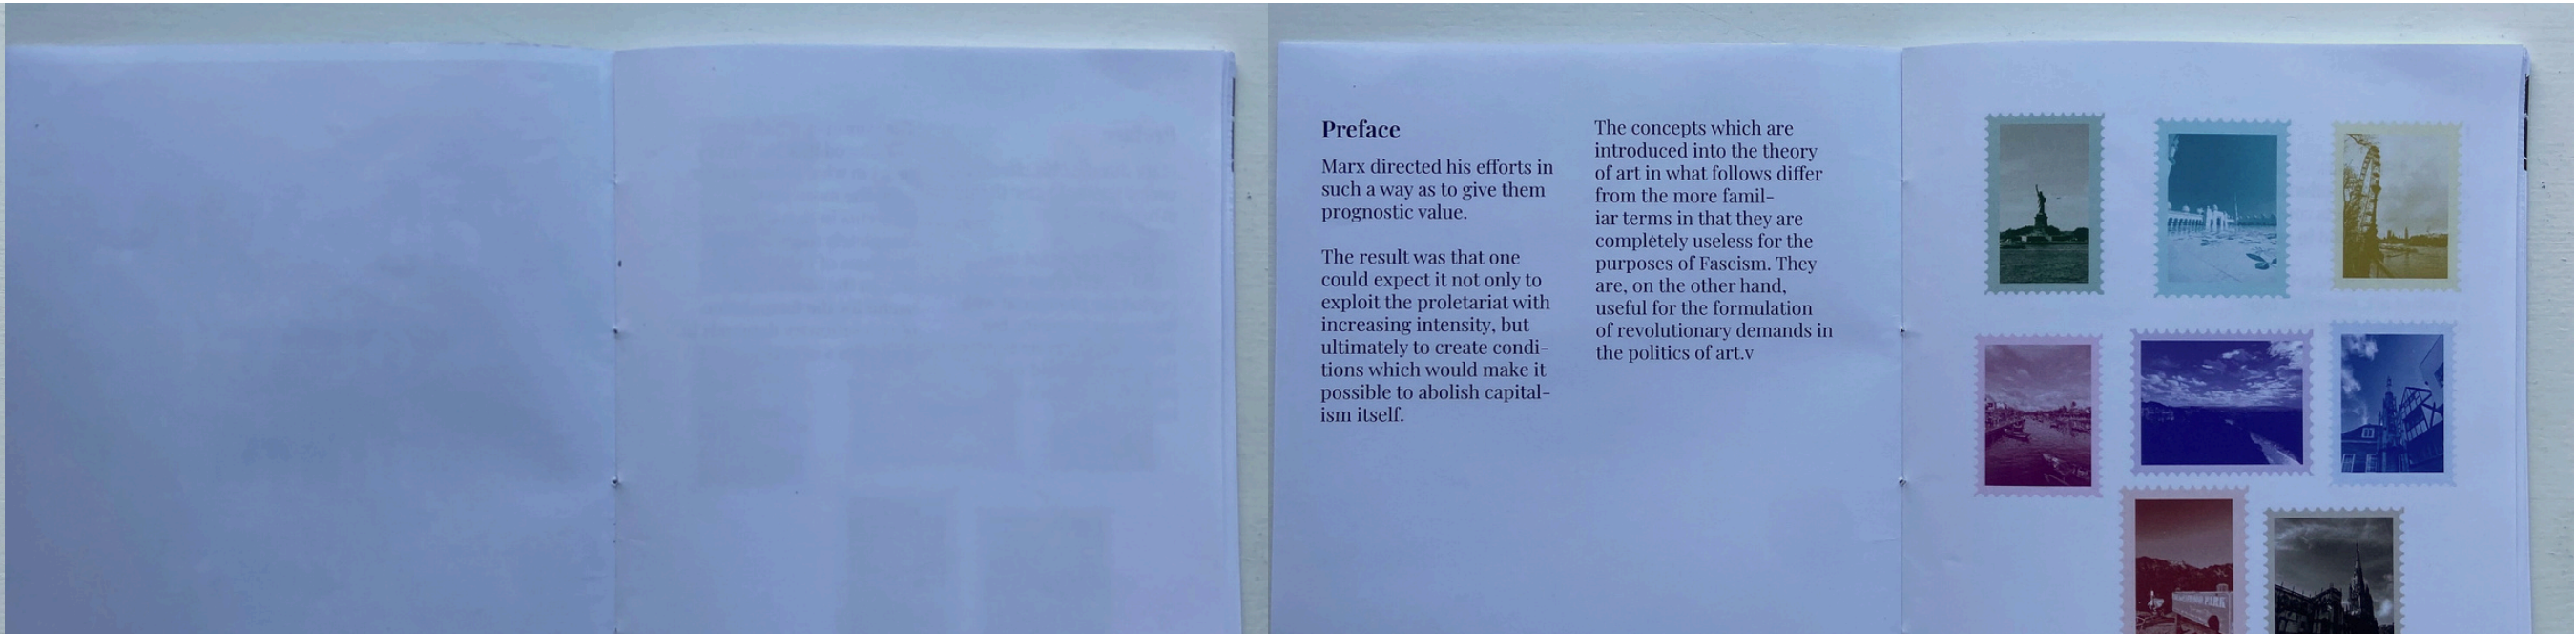 Preface
Marx directed his efforts in
such a way as to give them
prognostic value.
The result was that one
could expect it not only to
exploit the proletariat with
increasing intensity, but
ultimately to create condi-
tions which would make it
possible to abolish capital-
ism itself.
The concepts which are
introduced into the theory
of art in what follows differ
from the more famil-
iar terms in that they are
completely useless for the
purposes of Fascism. They
are, on the other hand,
useful for the formulation
of revolutionary demands in
the politics of art.v